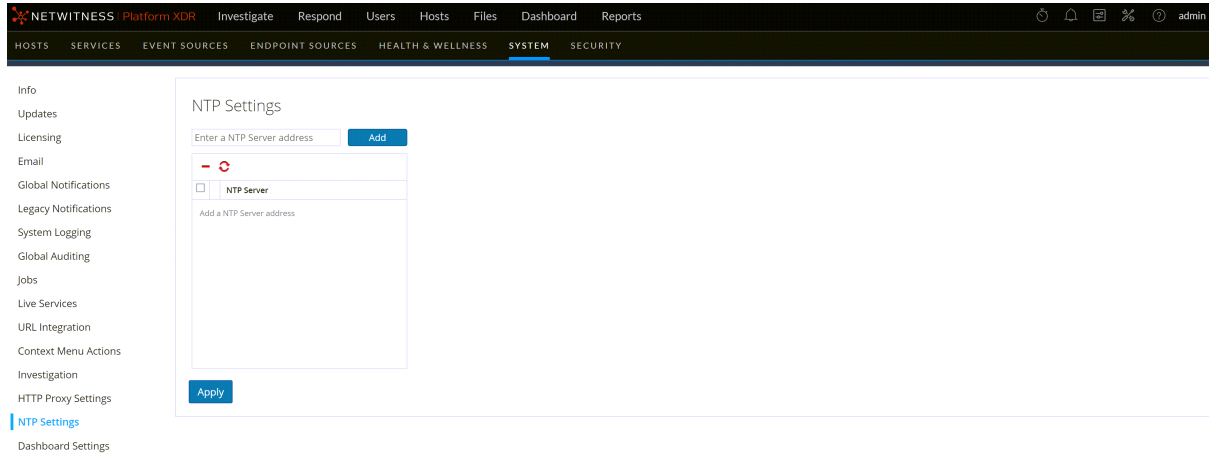 NETWITNESS Platform XDR Investigate Respond Users Hosts Files Dashboard Reports admin
HOSTS SERVICES EVENT SOURCES ENDPOINT SOURCES HEALTH & WELLNESS SYSTEM SECURITY
Info
Updates
Licensing
Email
Global Notifications
Legacy Notifications
System Logging
Global Auditing
Jobs
Live Services
URL Integration
Context Menu Actions
Investigation
HTTP Proxy Settings
NTP Settings
Dashboard Settings
NTP Settings
Enter a NTP Server address Add
NTP Server
Add a NTP Server address
Apply